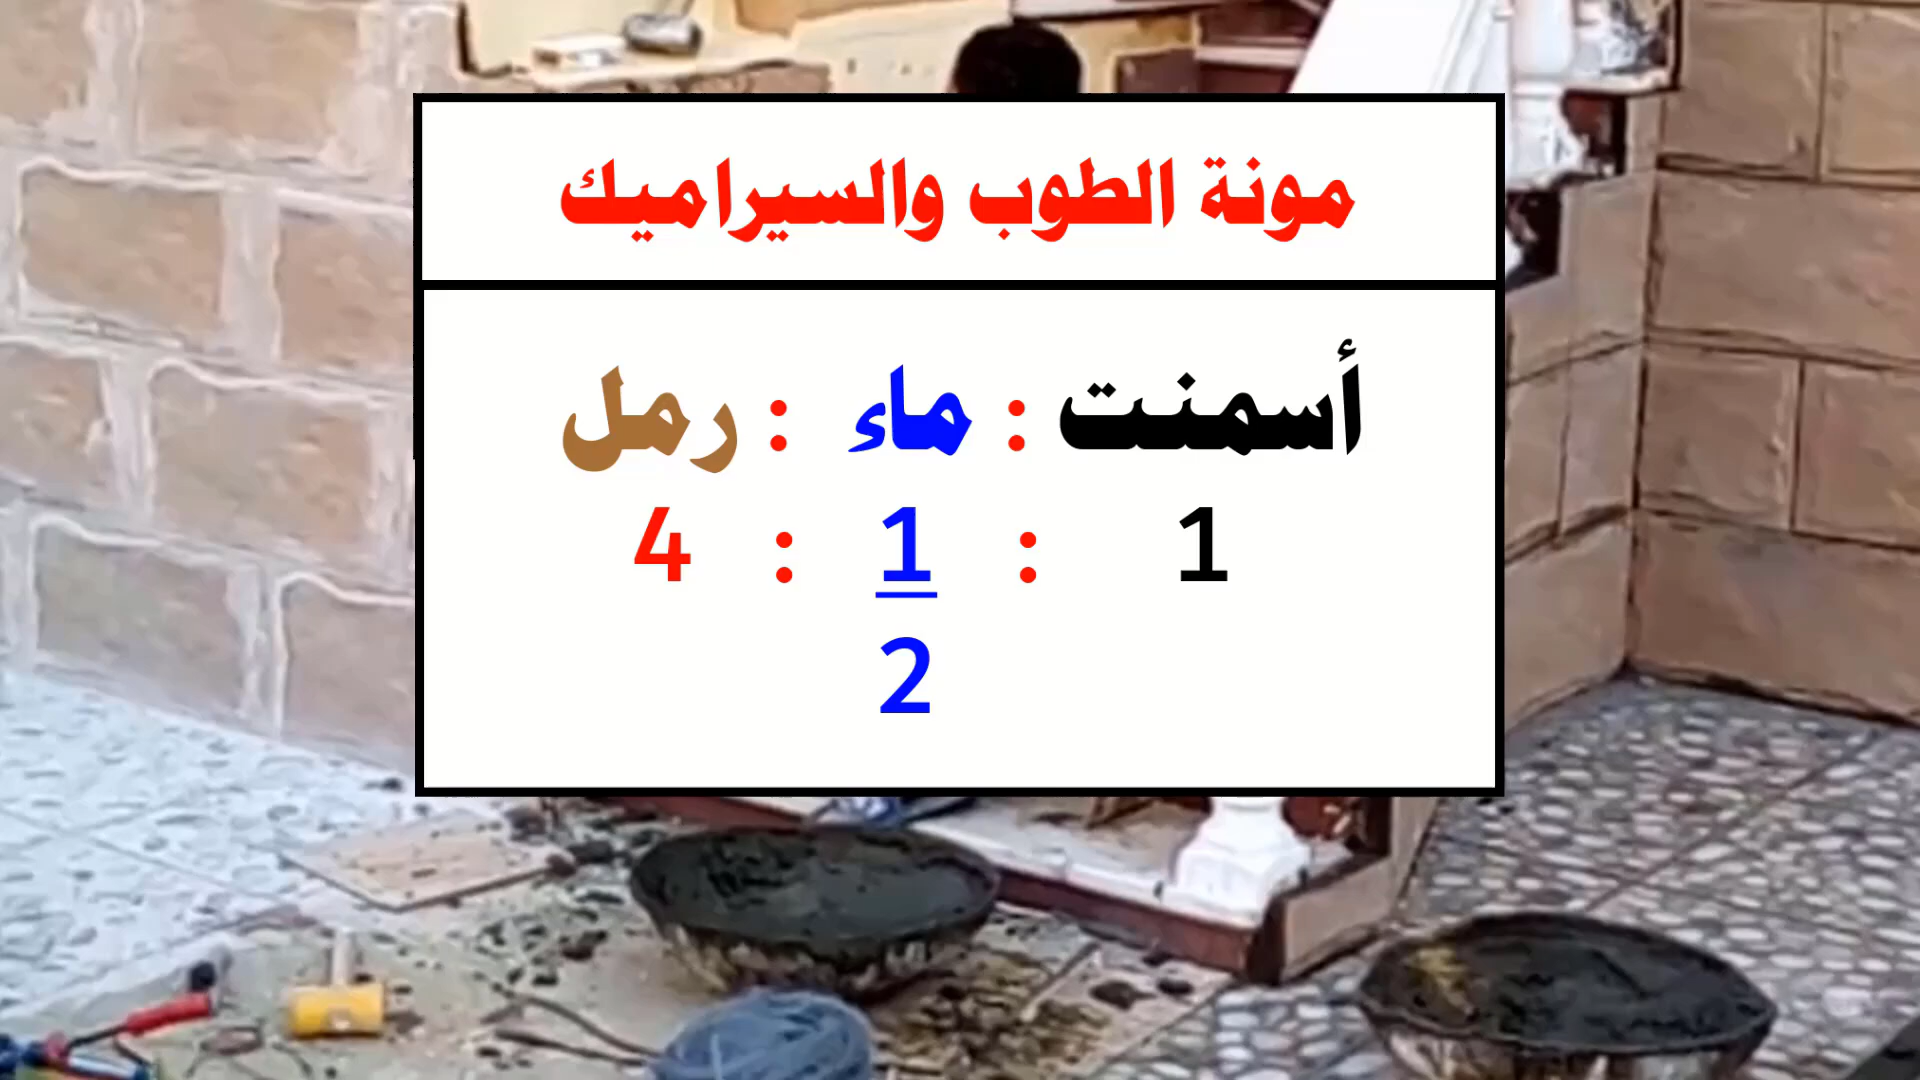 مونة الطوب والسيراميك
أسمنت : ماء : رمل
1 : 1/2 : 4